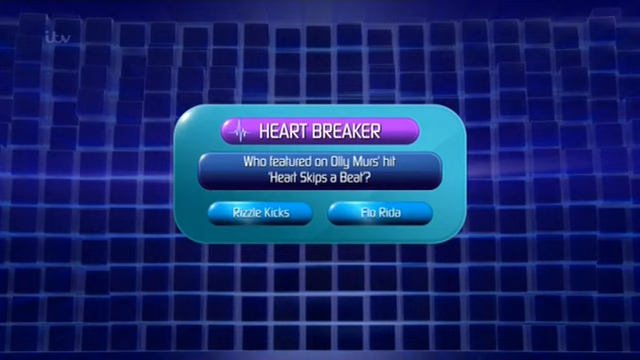 itv
HEART BREAKER
Who featured on Olly Murs' hit
'Heart Skips a Beat'?
Rizzle Kicks
Flo Rida